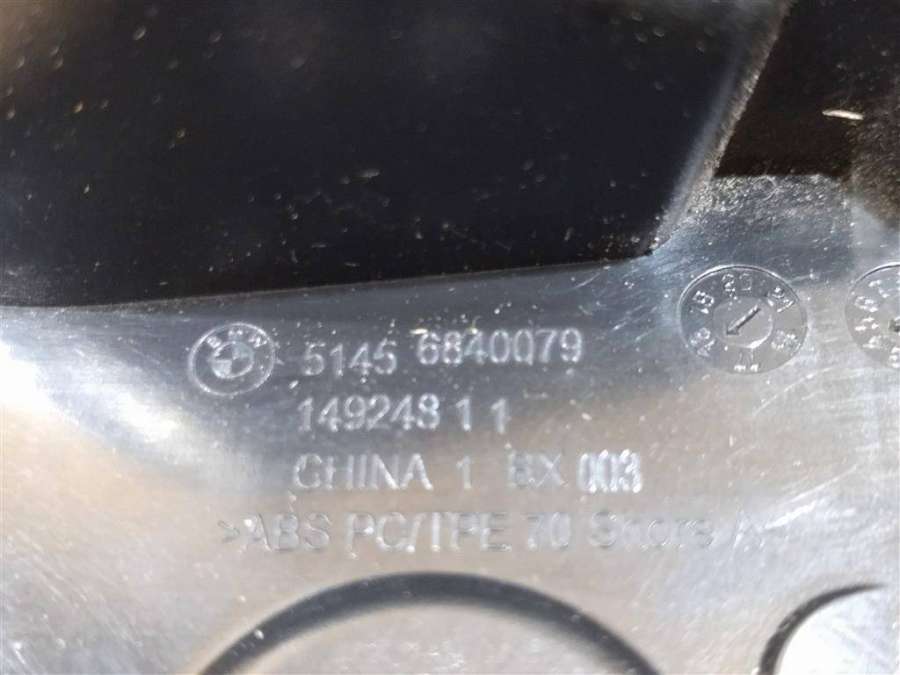 BMW
5145 6840079
149248 1 1
CHINA 1 BX 003
>ABS PC/TPE 70 Shore A<